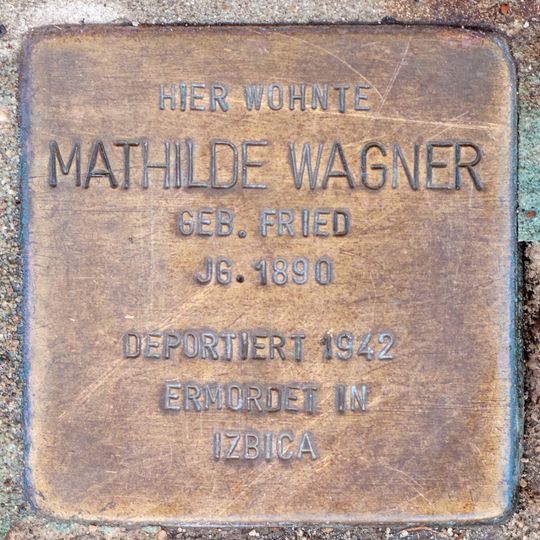 HIER WOHNTE
MATHILDE WAGNER
GEB. FRIED
JG. 1890
DEPORTIERT 1942
ERMORDET IN
IZBICA